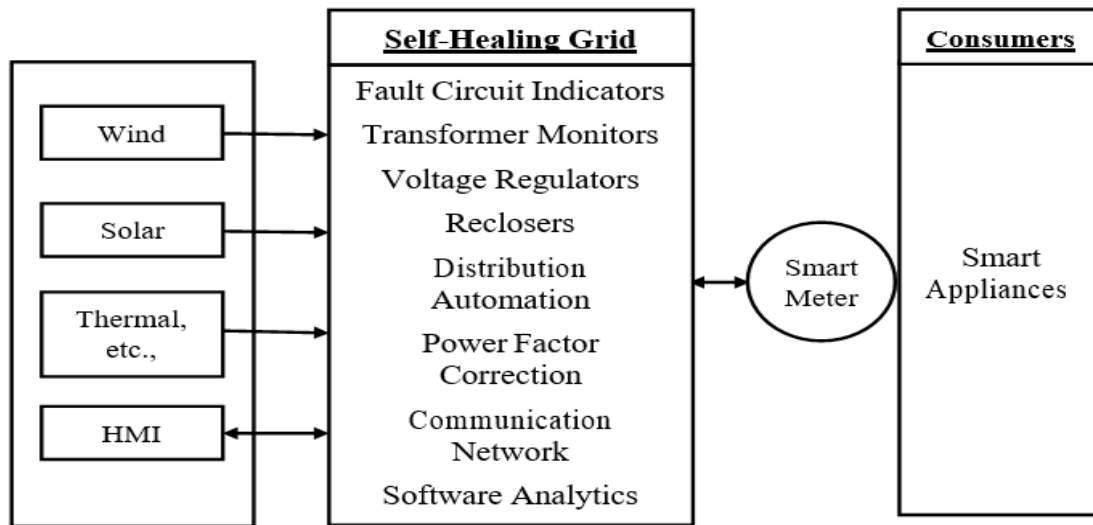 Wind
Solar
Thermal,
etc.,
HMI
Self-Healing Grid
Fault Circuit Indicators
Transformer Monitors
Voltage Regulators
Reclosers
Distribution
Automation
Power Factor
Correction
Communication
Network
Software Analytics
Smart
Meter
Consumers
Smart
Appliances